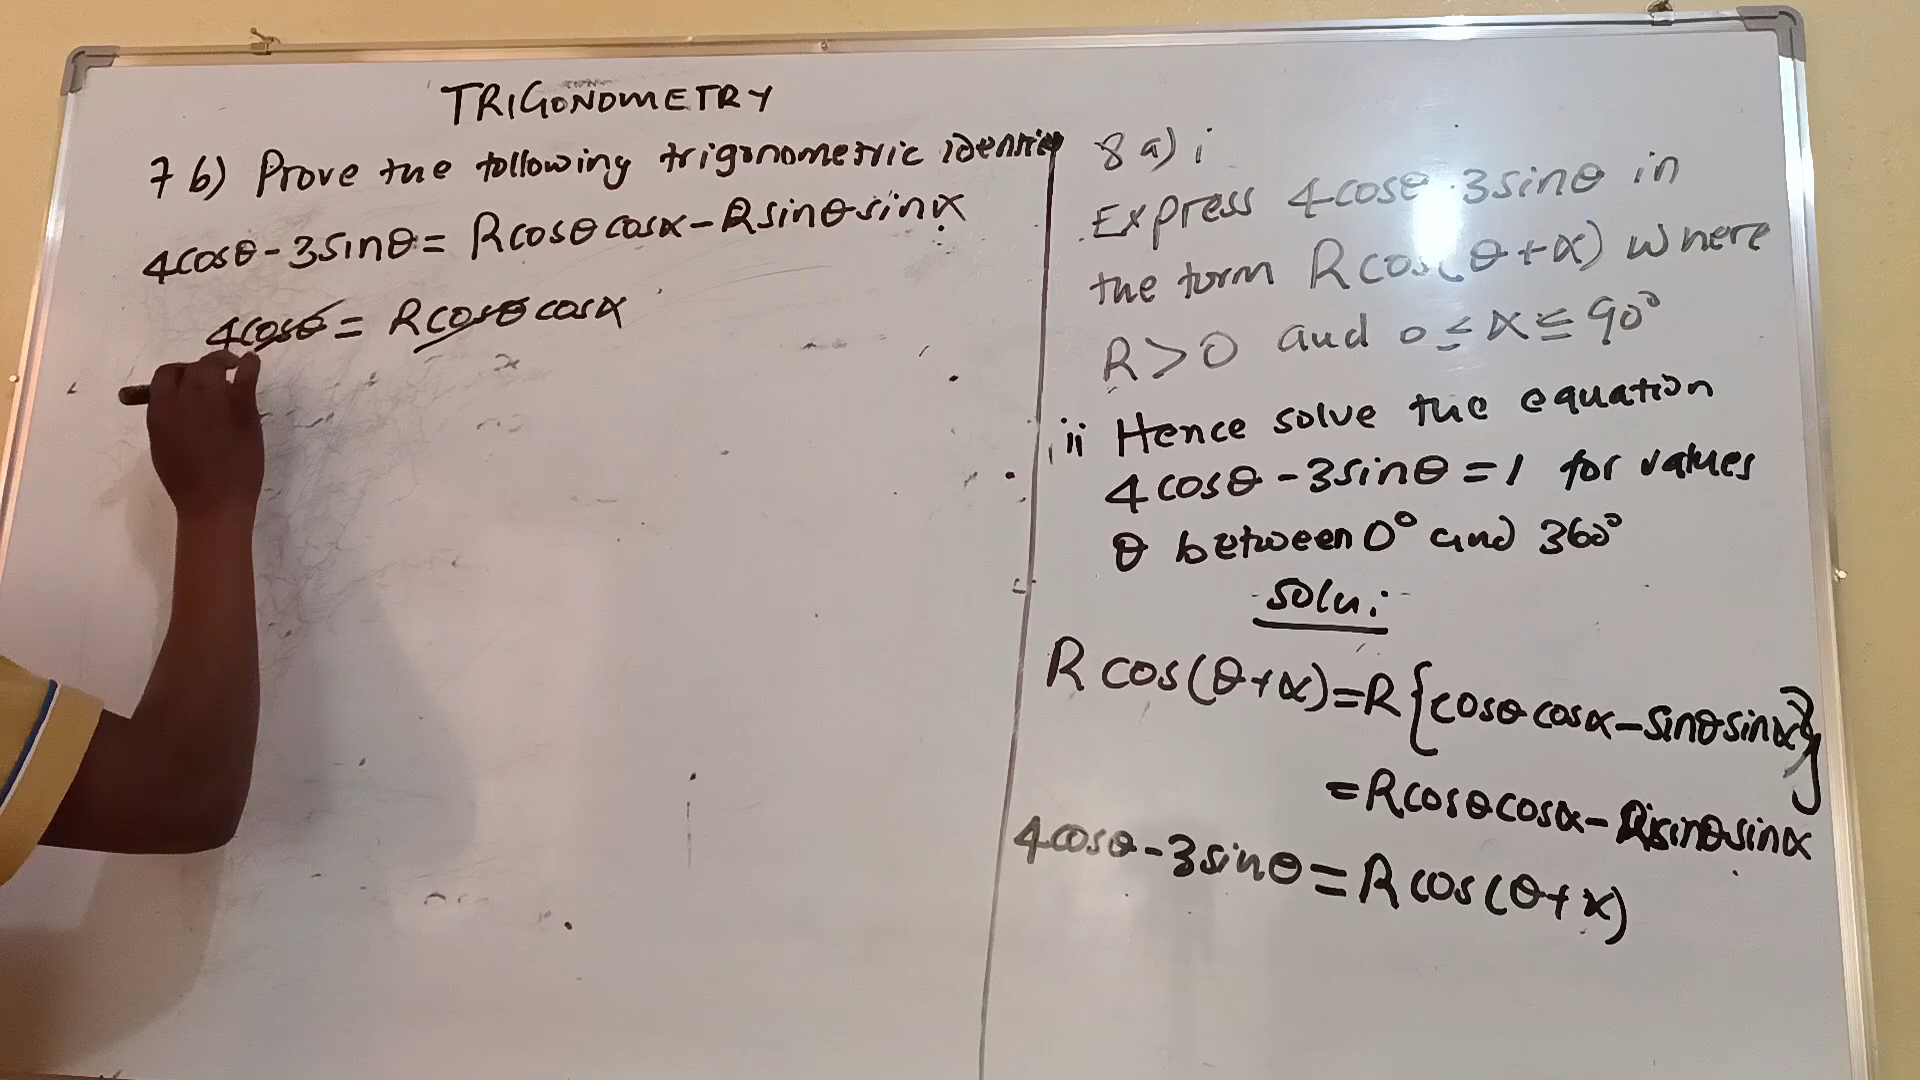 TRIGONOMETRY
7 b) Prove the following trigonometric identity
4cosθ - 3sinθ = Rcosθcosα - Rsinθsinα
4cosθ = Rcosθcosα
8 a) i
Express 4cosθ - 3sinθ in
the form Rcos(θ+α) where
R > 0 and 0 ≤ α ≤ 90°
ii Hence solve the equation
4cosθ - 3sinθ = 1 for values
θ between 0° and 360°
Solu:
Rcos(θ+α) = R{cosθcosα - sinθsinα}
= Rcosθcosα - Rsinθsinα
4cosθ - 3sinθ = Rcos(θ+α)